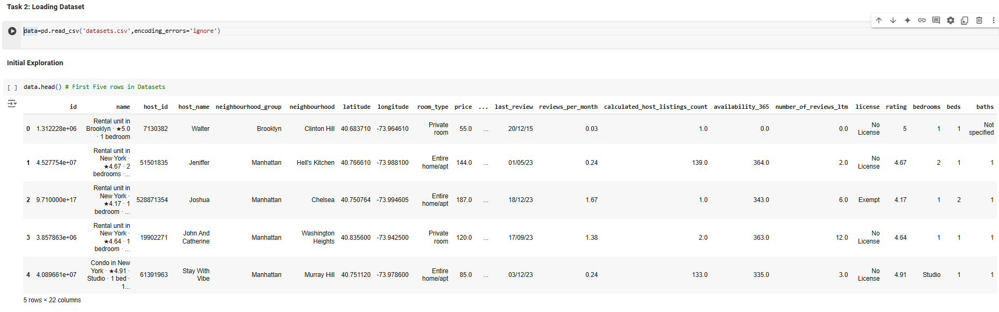 Task 2: Loading Dataset
data=pd.read_csv('datasets.csv',encoding_errors='ignore')
Initial Exploration
[ ] data.head() # First Five rows in Datasets
id name host_id host_name neighbourhood_group neighbourhood latitude longitude room_type price ... last_review reviews_per_month calculated_host_listings_count availability_365 number_of_reviews_ltm license rating bedrooms beds baths
0 1.312228e+06 Rental unit in Brooklyn · ★5.0 · 1 bedroom 7130382 Walter Brooklyn Clinton Hill 40.683710 -73.964610 Private room 55.0 ... 20/12/15 0.03 1.0 0.0 0.0 No License 5 1 1 Not specified
1 4.527754e+07 Rental unit in New York · ★4.67 · 2 bedrooms ·... 51501835 Jeniffer Manhattan Hell's Kitchen 40.766610 -73.988100 Entire home/apt 144.0 ... 01/05/23 0.24 139.0 364.0 2.0 No License 4.67 2 1 1
2 9.710000e+17 Rental unit in New York · ★4.17 · 1 bedroom · ... 528871354 Joshua Manhattan Chelsea 40.750764 -73.994605 Entire home/apt 187.0 ... 18/12/23 1.67 1.0 343.0 6.0 Exempt 4.17 1 2 1
3 3.857863e+06 Rental unit in New York · ★4.64 · 1 bedroom · ... 19902271 John And Catherine Manhattan Washington Heights 40.835600 -73.942500 Private room 120.0 ... 17/09/23 1.38 2.0 363.0 12.0 No License 4.64 1 1 1
4 4.089661e+07 Condo in New York · ★4.91 · Studio · 1 bed · 1... 61391963 Stay With Vibe Manhattan Murray Hill 40.751120 -73.978600 Entire home/apt 85.0 ... 03/12/23 0.24 133.0 335.0 3.0 No License 4.91 Studio 1 1
5 rows × 22 columns